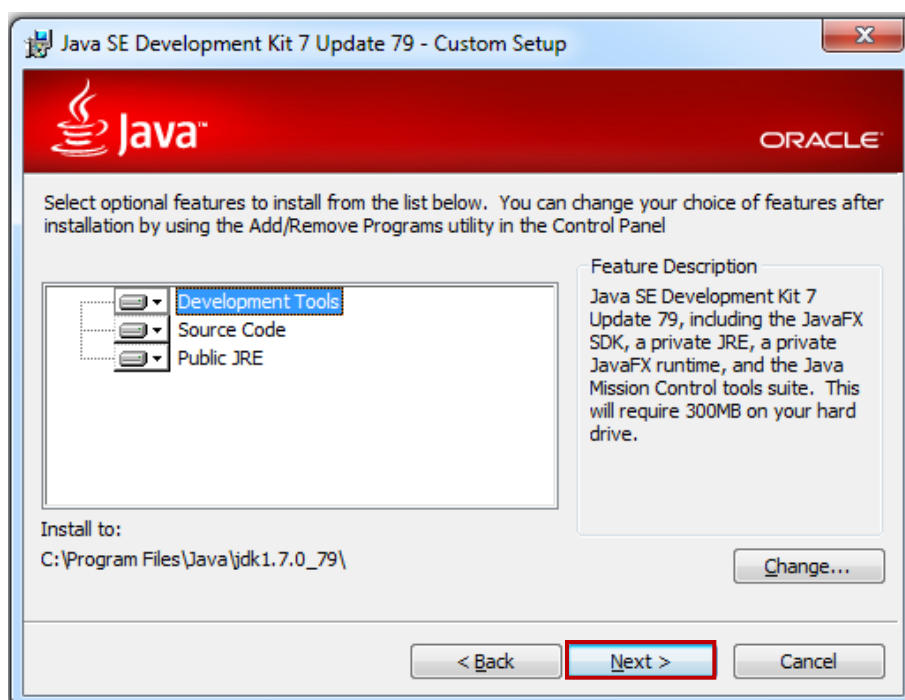 Java SE Development Kit 7 Update 79 - Custom Setup
Java™
ORACLE
Select optional features to install from the list below.  You can change your choice of features after
installation by using the Add/Remove Programs utility in the Control Panel
Development Tools
Source Code
Public JRE
Feature Description
Java SE Development Kit 7
Update 79, including the JavaFX
SDK, a private JRE, a private
JavaFX runtime, and the Java
Mission Control tools suite.  This
will require 300MB on your hard
drive.
Install to:
C:\Program Files\Java\jdk1.7.0_79\
Change...
< Back
Next >
Cancel